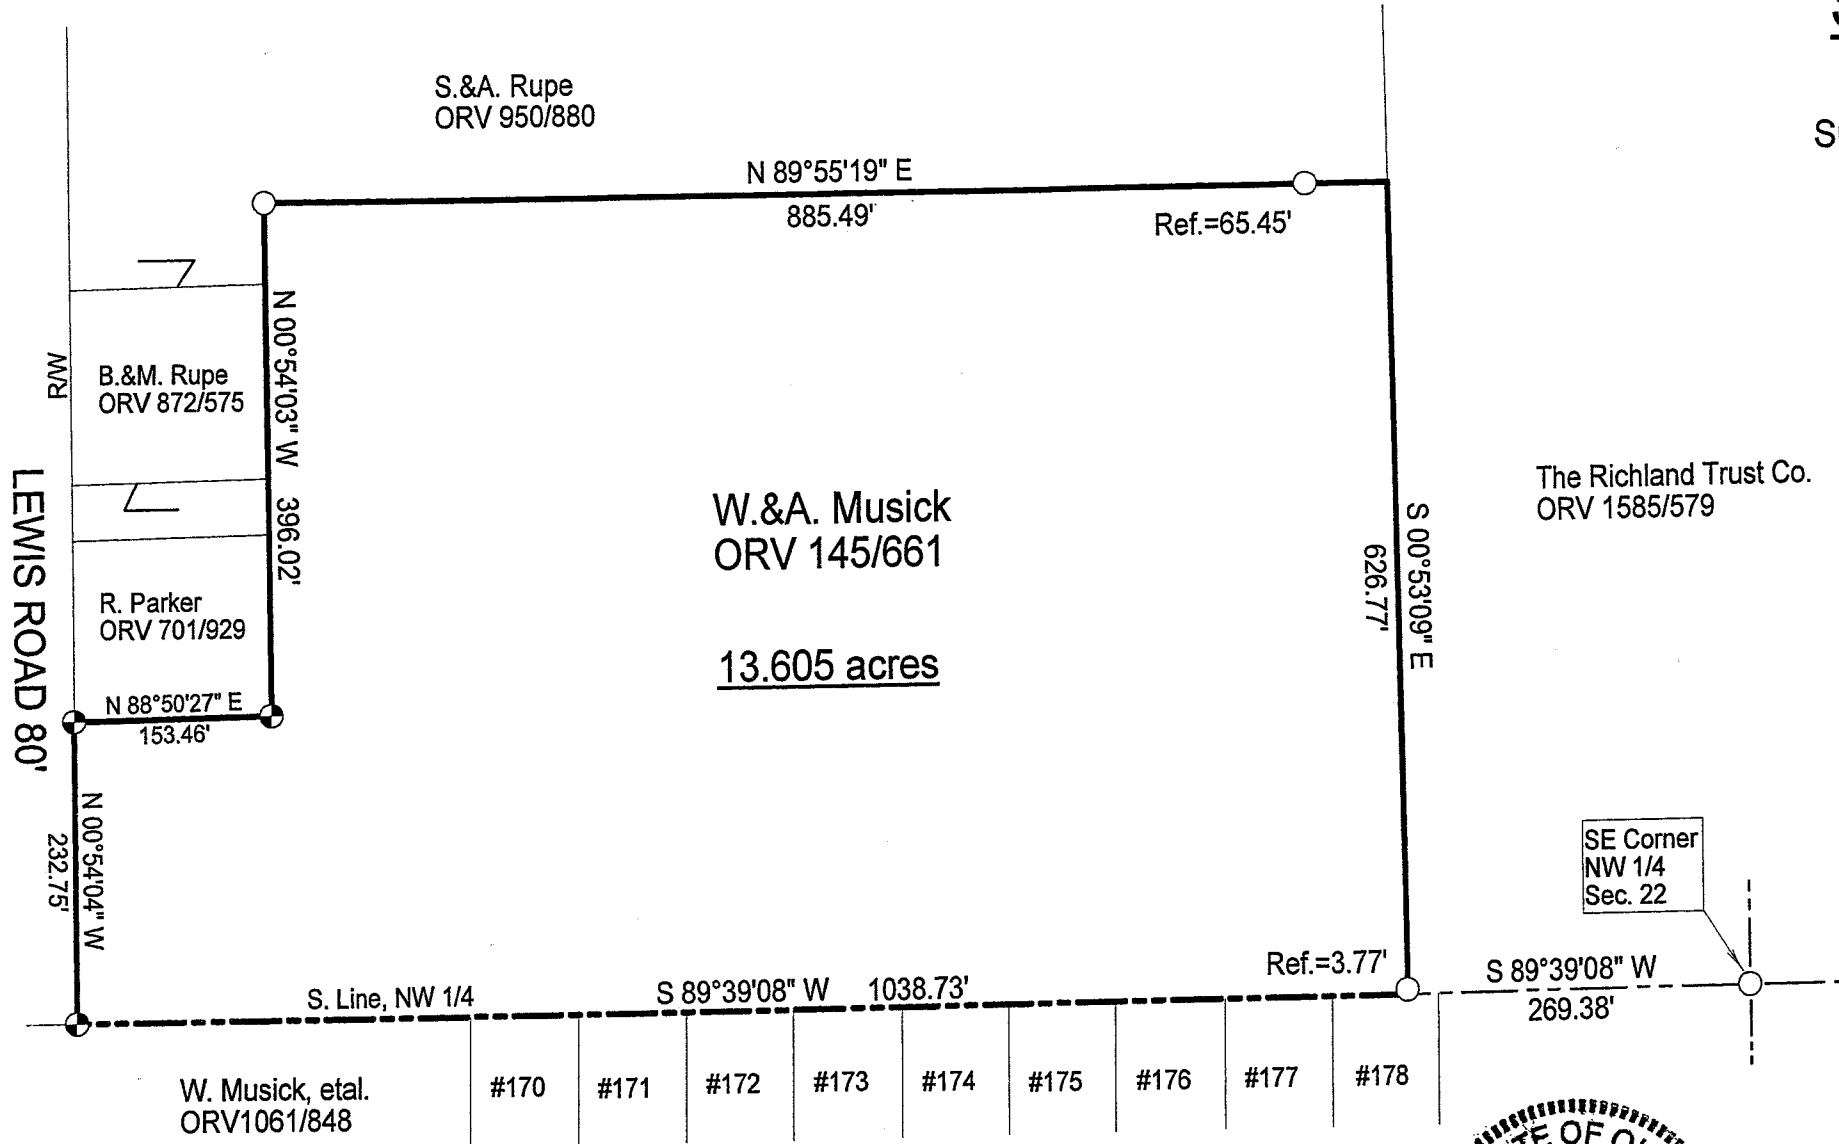 S.&A. Rupe
ORV 950/880
N 89°55'19" E
885.49'
Ref.=65.45'
N 00°54'03" W 396.02'
R/W
B.&M. Rupe
ORV 872/575
LEWIS ROAD 80'
R. Parker
ORV 701/929
N 88°50'27" E
153.46'
N 00°54'04" W
232.75'
W.&A. Musick
ORV 145/661
13.605 acres
S 00°53'09" E
626.77'
The Richland Trust Co.
ORV 1585/579
SE Corner
NW 1/4
Sec. 22
Ref.=3.77'
S. Line, NW 1/4
S 89°39'08" W 1038.73'
S 89°39'08" W
269.38'
W. Musick, etal.
ORV1061/848
#170
#171
#172
#173
#174
#175
#176
#177
#178
OF